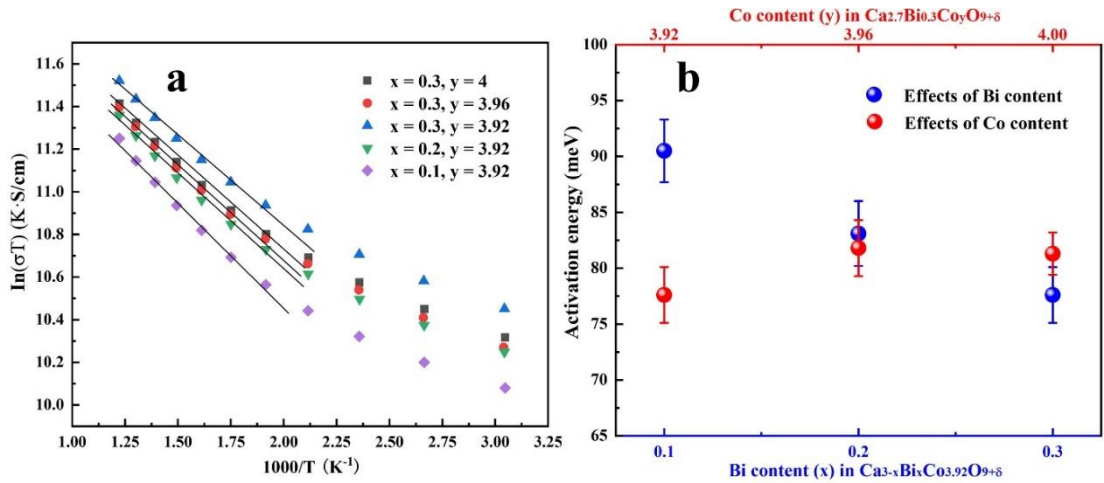 a
x = 0.3, y = 4
x = 0.3, y = 3.96
x = 0.3, y = 3.92
x = 0.2, y = 3.92
x = 0.1, y = 3.92
In(σT) (K·S/cm)
11.6
11.4
11.2
11.0
10.8
10.6
10.4
10.2
10.0
1.00 1.25 1.50 1.75 2.00 2.25 2.50 2.75 3.00 3.25
1000/T (K⁻¹)
Co content (y) in Ca₂.₇Bi₀.₃CoyO₉₊δ
3.92 3.96 4.00
b
Effects of Bi content
Effects of Co content
Activation energy (meV)
100
95
90
85
80
75
70
65
0.1 0.2 0.3
Bi content (x) in Ca₃₋ₓBiₓCo₃.₉₂O₉₊δ